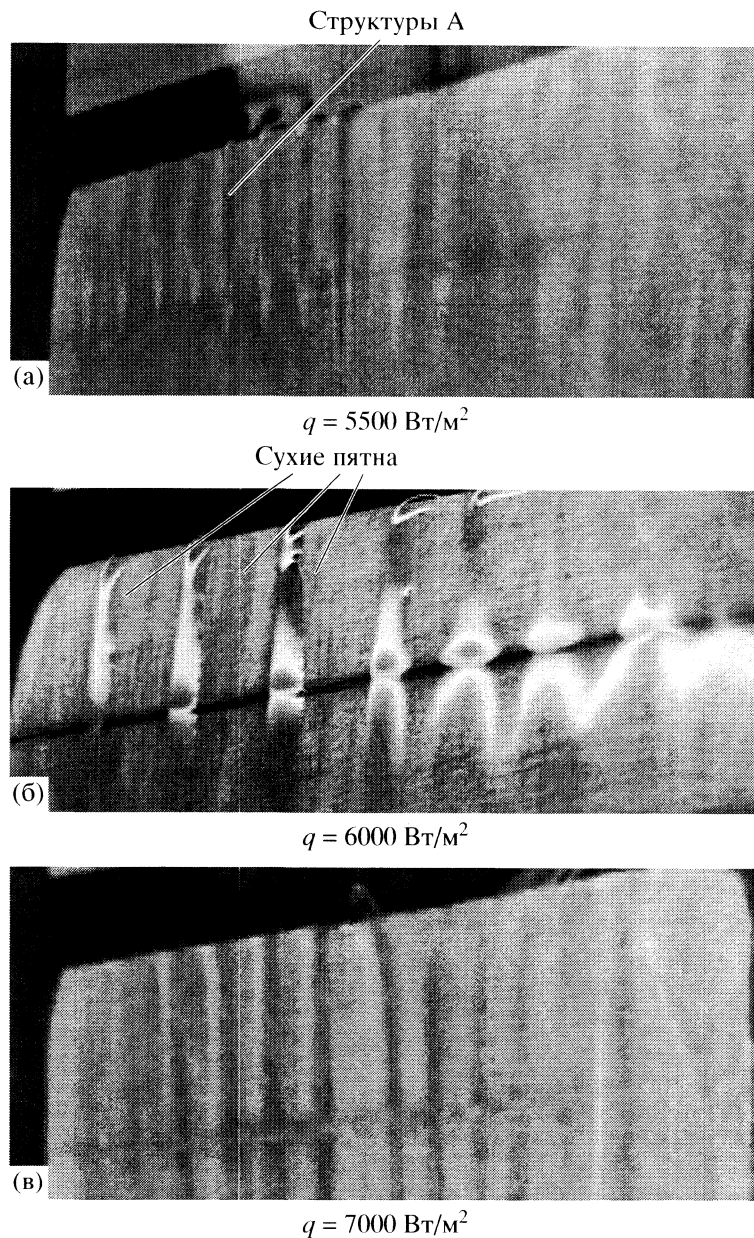 Структуры А
(а)
q = 5500 Вт/м²
Сухие пятна
(б)
q = 6000 Вт/м²
(в)
q = 7000 Вт/м²